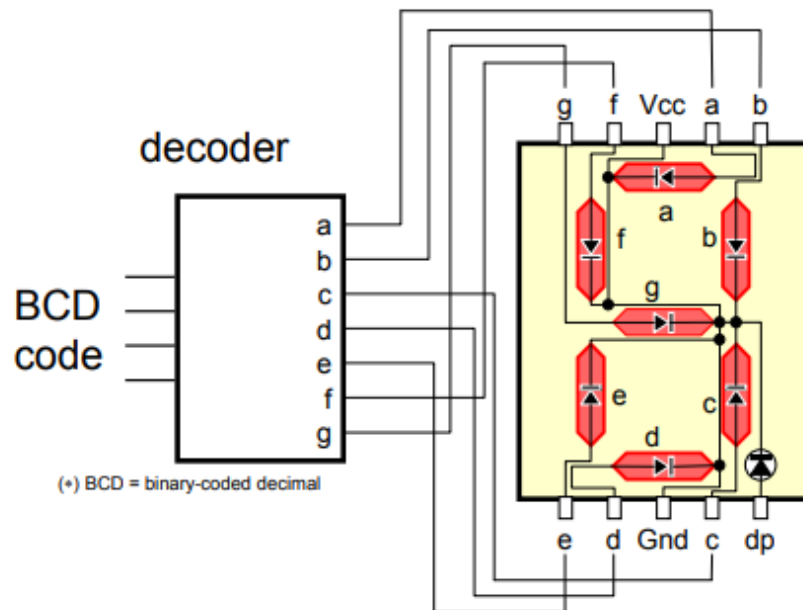 g f Vcc a b
decoder
a
f
b
a
b
g
c
BCD
d
code
e
e
c
f
d
g
(*) BCD = binary-coded decimal
e d Gnd c dp